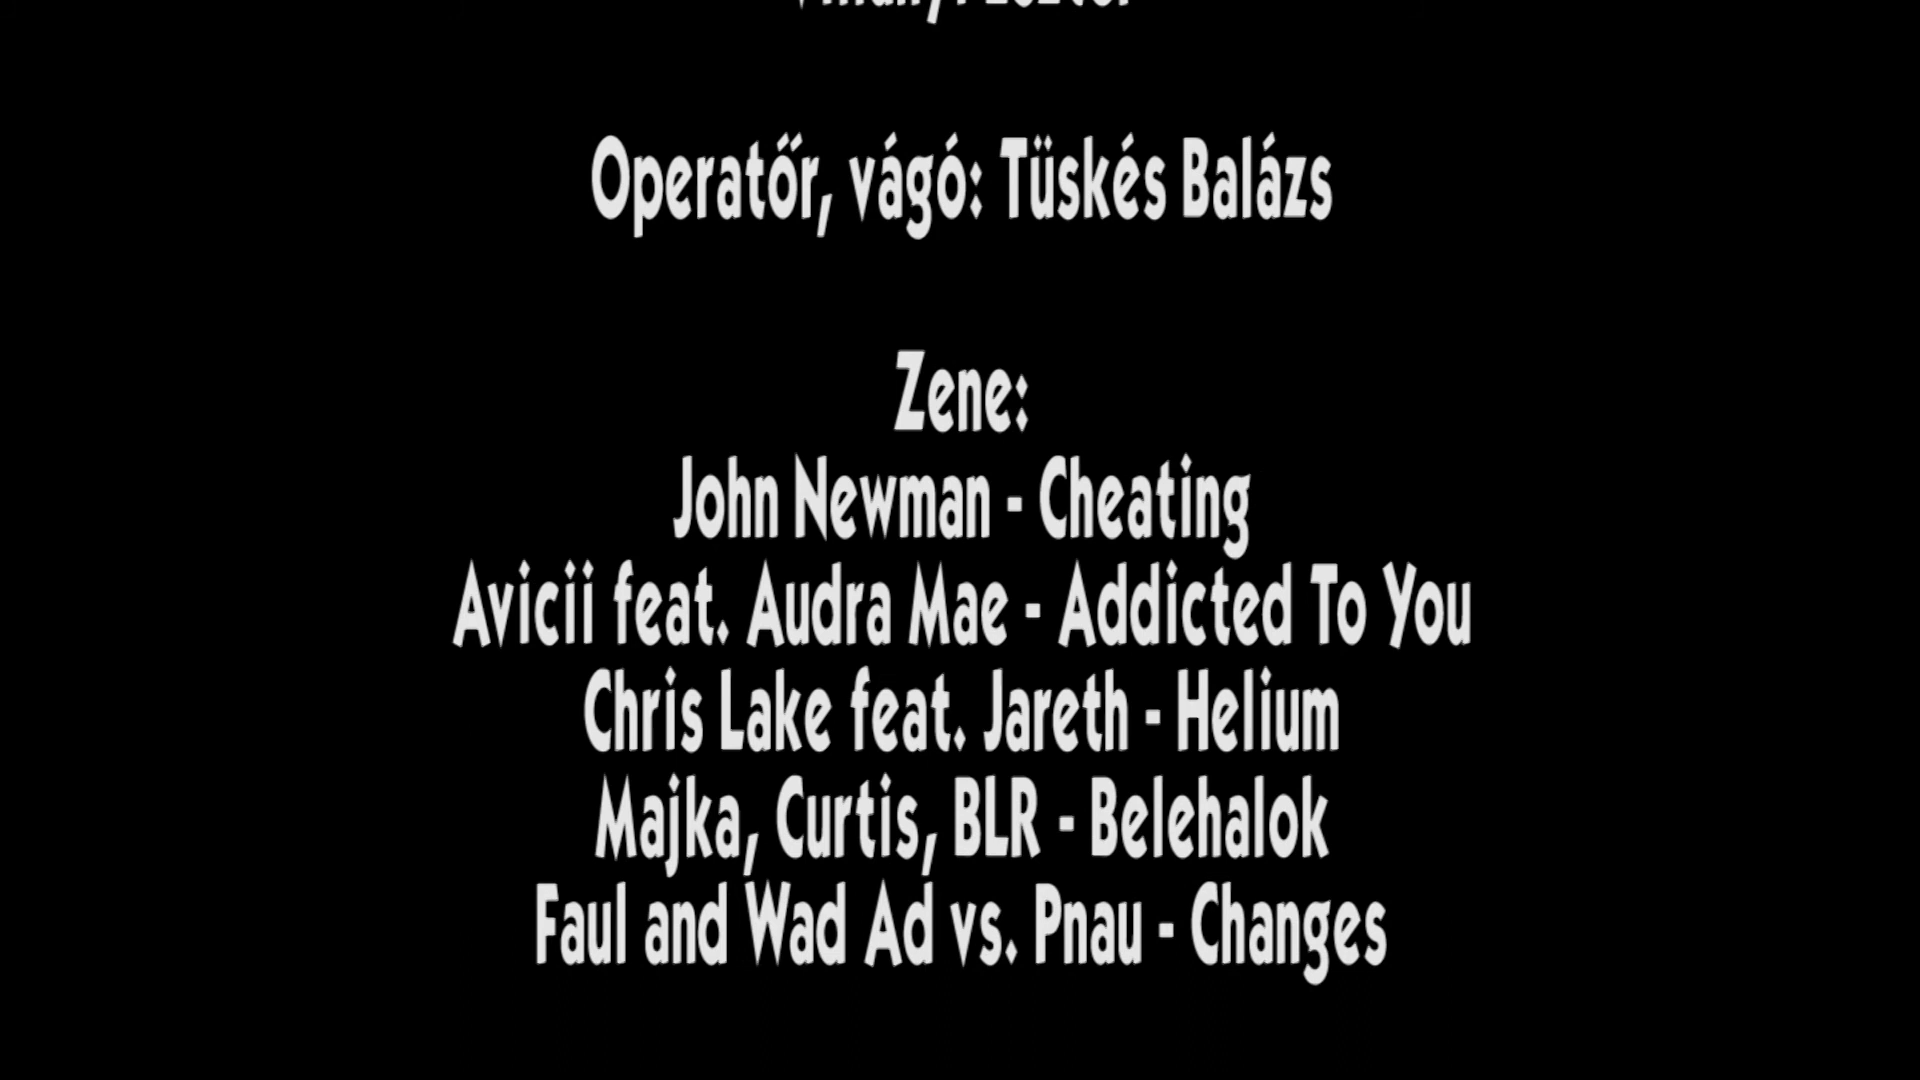 Operatőr, vágó: Tüskés Balázs
Zene:
John Newman - Cheating
Avicii feat. Audra Mae - Addicted To You
Chris Lake feat. Jareth - Helium
Majka, Curtis, BLR - Belehalok
Faul and Wad Ad vs. Pnau - Changes